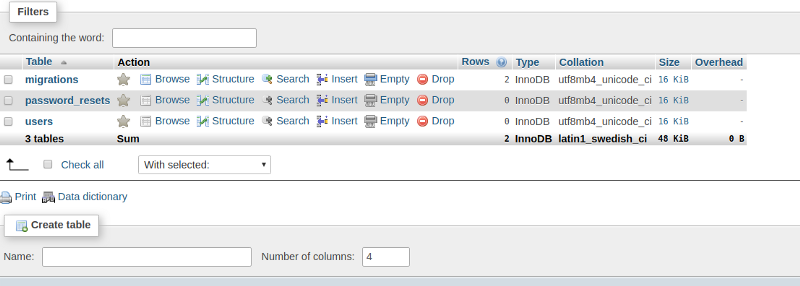 Filters
Containing the word:
Table Action Rows Type Collation Size Overhead
migrations Browse Structure Search Insert Empty Drop 2 InnoDB utf8mb4_unicode_ci 16 KiB -
password_resets Browse Structure Search Insert Empty Drop 0 InnoDB utf8mb4_unicode_ci 16 KiB -
users Browse Structure Search Insert Empty Drop 0 InnoDB utf8mb4_unicode_ci 16 KiB -
3 tables Sum 2 InnoDB latin1_swedish_ci 48 KiB 0 B
Check all With selected:
Print Data dictionary
Create table
Name: Number of columns: 4